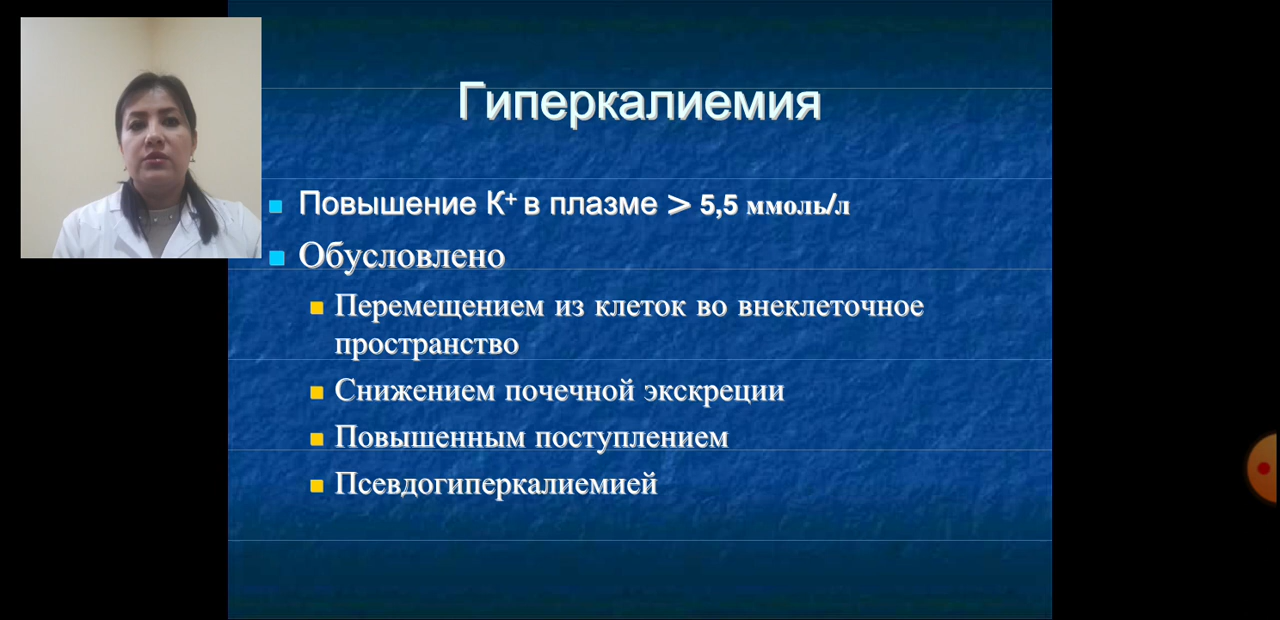 Гиперкалиемия
Повышение К⁺ в плазме > 5,5 ммоль/л
Обусловлено
Перемещением из клеток во внеклеточное
пространство
Снижением почечной экскреции
Повышенным поступлением
Псевдогиперкалиемией